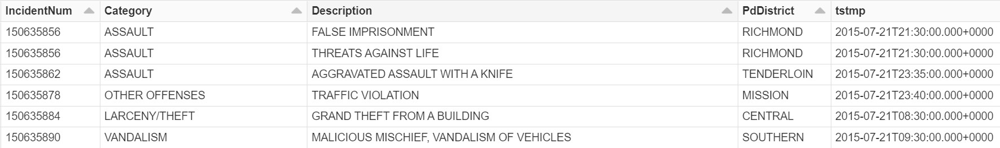 IncidentNum Category Description PdDistrict tstmp
150635856 ASSAULT FALSE IMPRISONMENT RICHMOND 2015-07-21T21:30:00.000+0000
150635856 ASSAULT THREATS AGAINST LIFE RICHMOND 2015-07-21T21:30:00.000+0000
150635862 ASSAULT AGGRAVATED ASSAULT WITH A KNIFE TENDERLOIN 2015-07-21T23:35:00.000+0000
150635878 OTHER OFFENSES TRAFFIC VIOLATION MISSION 2015-07-21T23:40:00.000+0000
150635884 LARCENY/THEFT GRAND THEFT FROM A BUILDING CENTRAL 2015-07-21T08:30:00.000+0000
150635890 VANDALISM MALICIOUS MISCHIEF, VANDALISM OF VEHICLES SOUTHERN 2015-07-21T09:30:00.000+0000